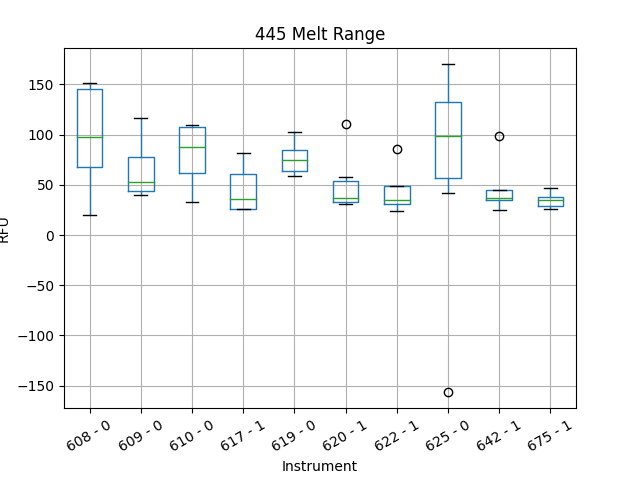 445 Melt Range
150
100
50
0
−50
−100
−150
RFU
608 - 0
609 - 0
610 - 0
617 - 1
619 - 0
620 - 1
622 - 1
625 - 0
642 - 1
675 - 1
Instrument